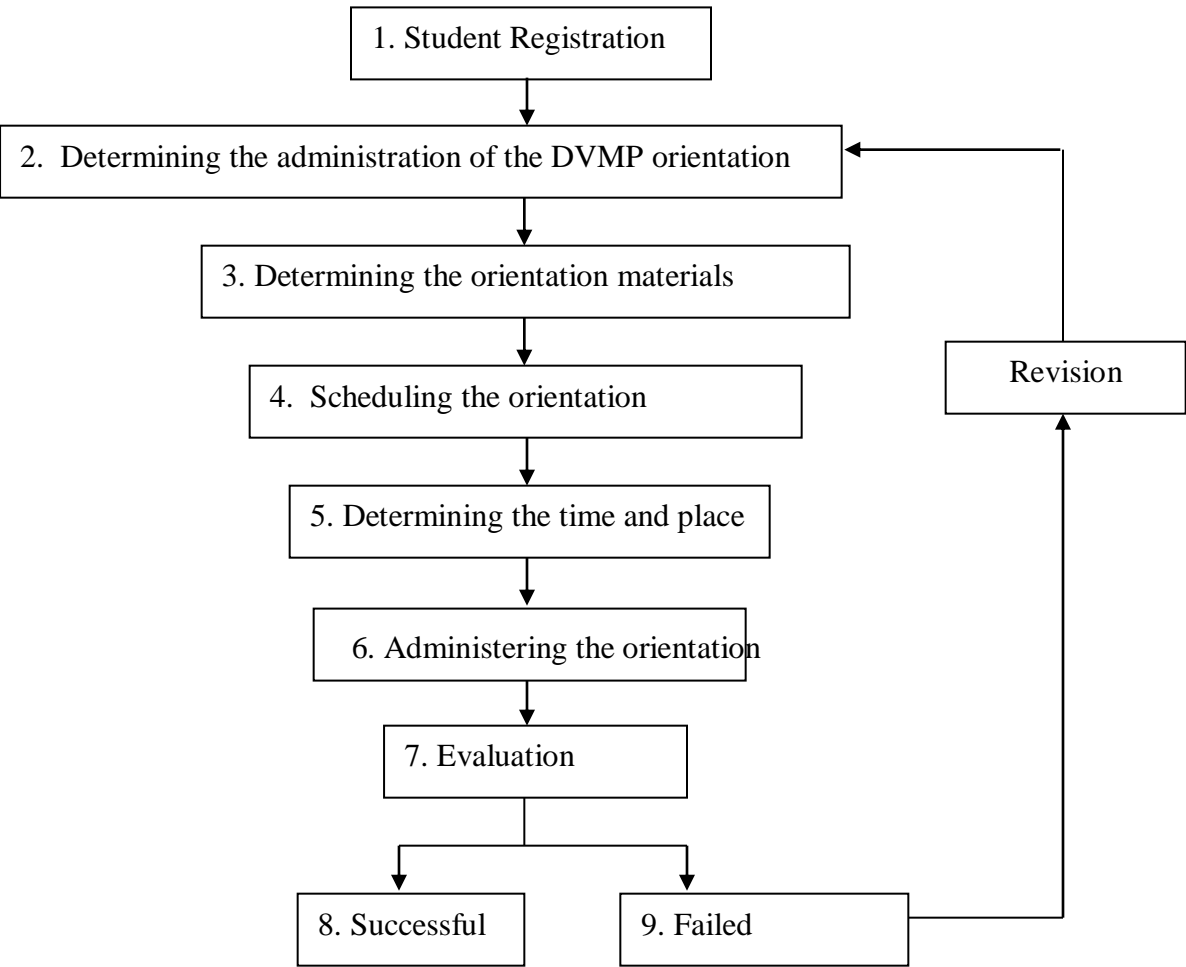 1. Student Registration
2. Determining the administration of the DVMP orientation
3. Determining the orientation materials
4. Scheduling the orientation
Revision
5. Determining the time and place
6. Administering the orientation
7. Evaluation
8. Successful
9. Failed